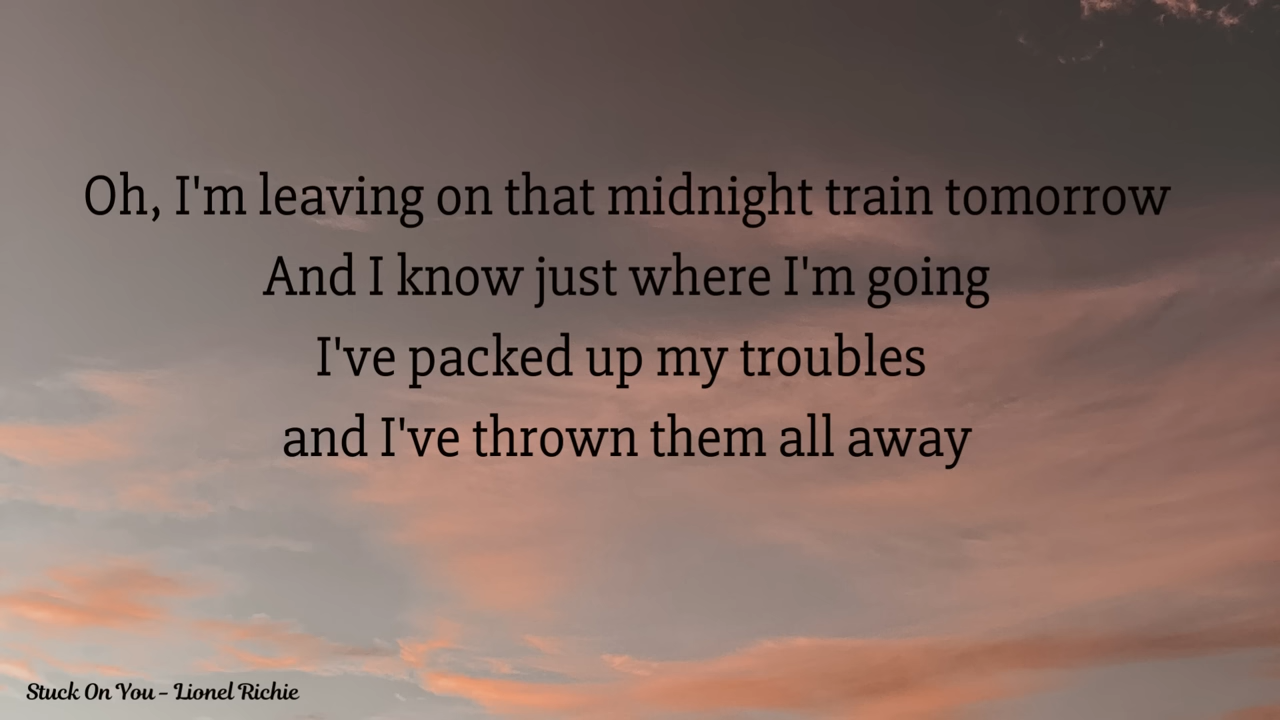 Oh, I'm leaving on that midnight train tomorrow
And I know just where I'm going
I've packed up my troubles
and I've thrown them all away
Stuck On You – Lionel Richie